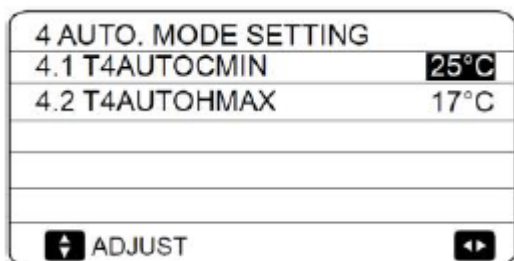 4 AUTO. MODE SETTING
4.1 T4AUTOCMIN 25°C
4.2 T4AUTOHMAX 17°C
ADJUST